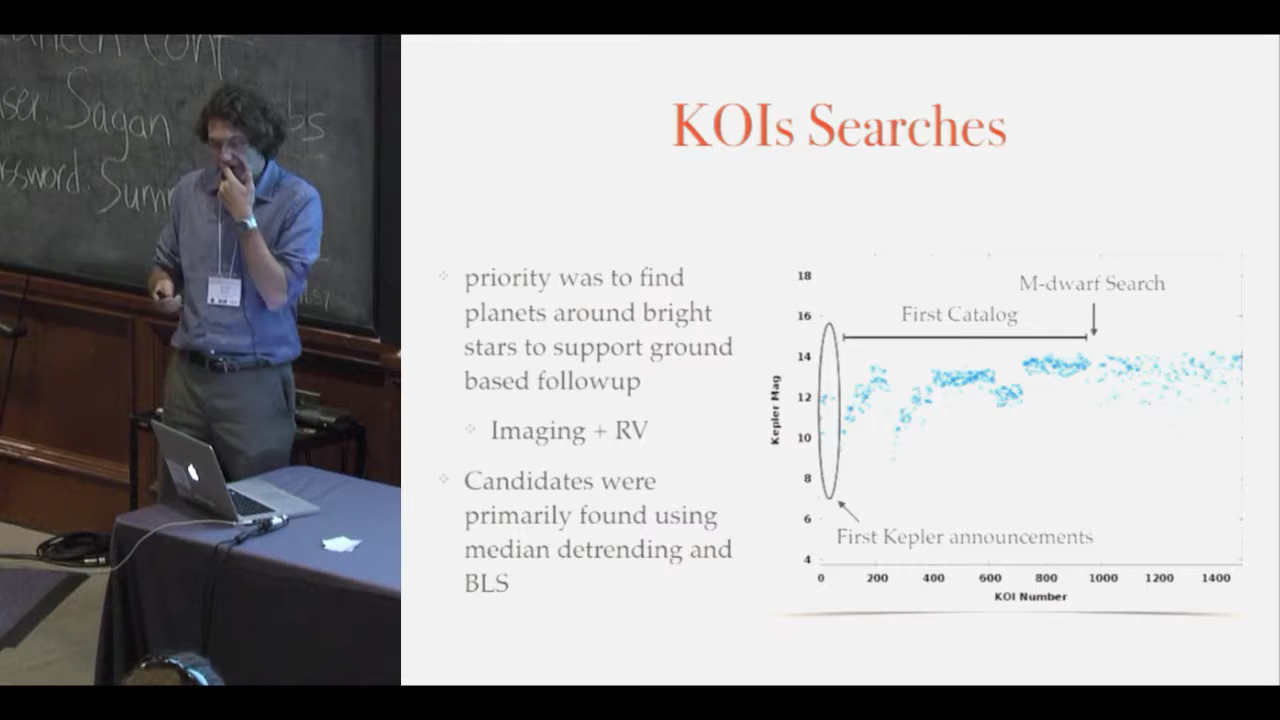 ser. Sagan
Sum
KOIs Searches
priority was to find
planets around bright
stars to support ground
based followup
Imaging + RV
Candidates were
primarily found using
median detrending and
BLS
M-dwarf Search
First Catalog
First Kepler announcements
Kepler Mag
18
16
14
12
10
8
6
4
0 200 400 600 800 1000 1200 1400
KOI Number